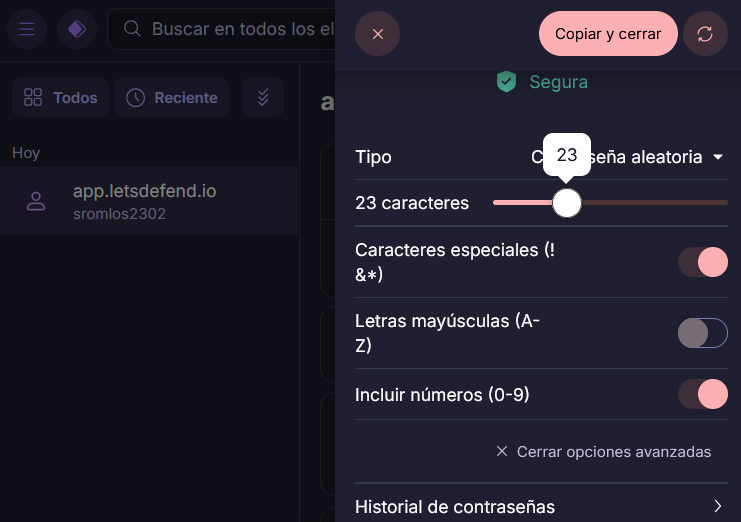 Buscar en todos los el
Copiar y cerrar
Todos
Reciente
Hoy
app.letsdefend.io
sromlos2302
a
Segura
Tipo
C
seña aleatoria
23
23 caracteres
Caracteres especiales (!
&*)
Letras mayúsculas (A-
Z)
Incluir números (0-9)
Cerrar opciones avanzadas
Historial de contraseñas